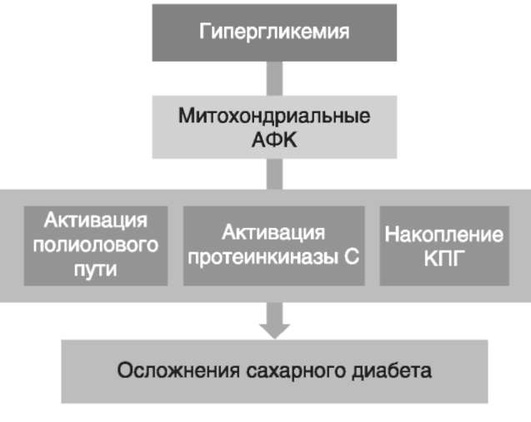 Гипергликемия
Митохондриальные
АФК
Активация
полиолового
пути
Активация
протеинкиназы С
Накопление
КПГ
Осложнения сахарного диабета